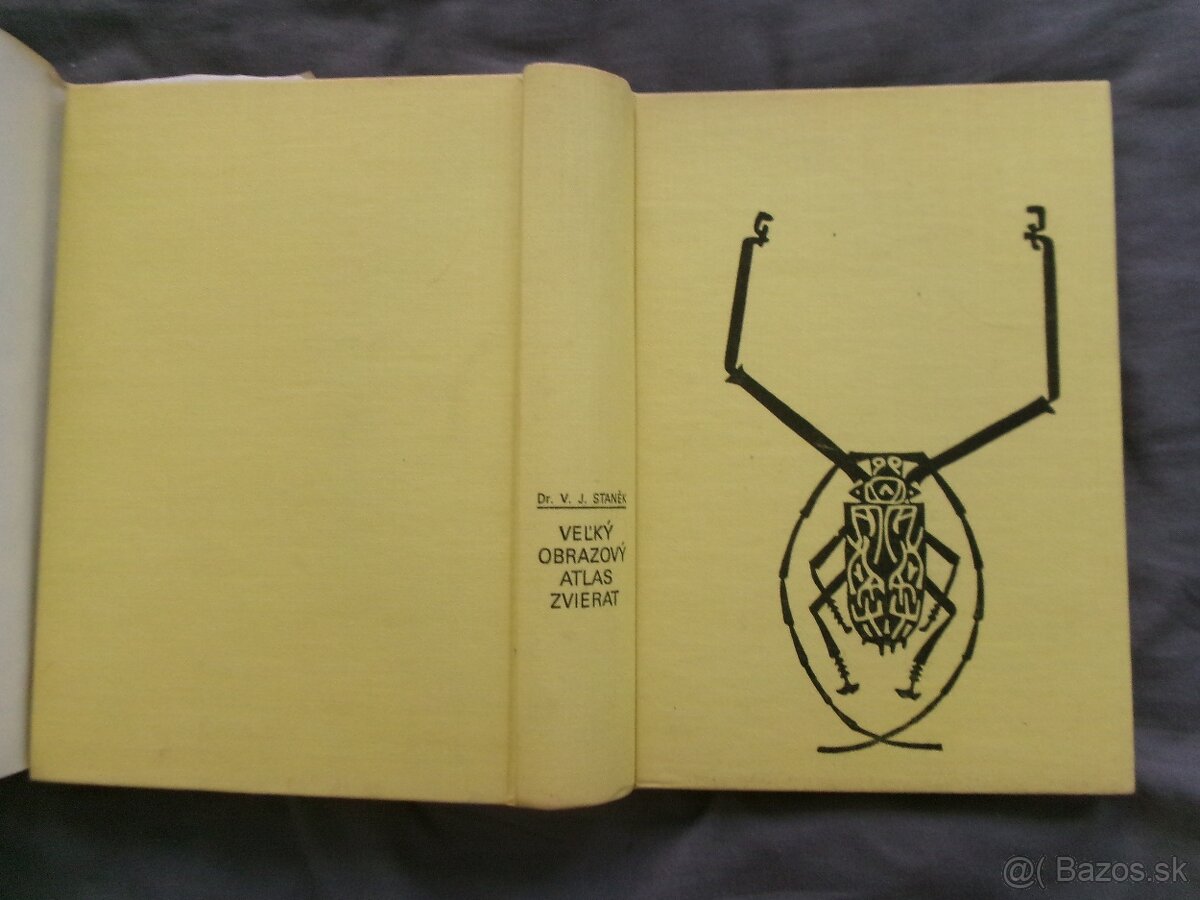 Dr. V. J. STANĚK
VEĽKÝ
OBRAZOVÝ
ATLAS
ZVIERAT
@( Bazos.sk